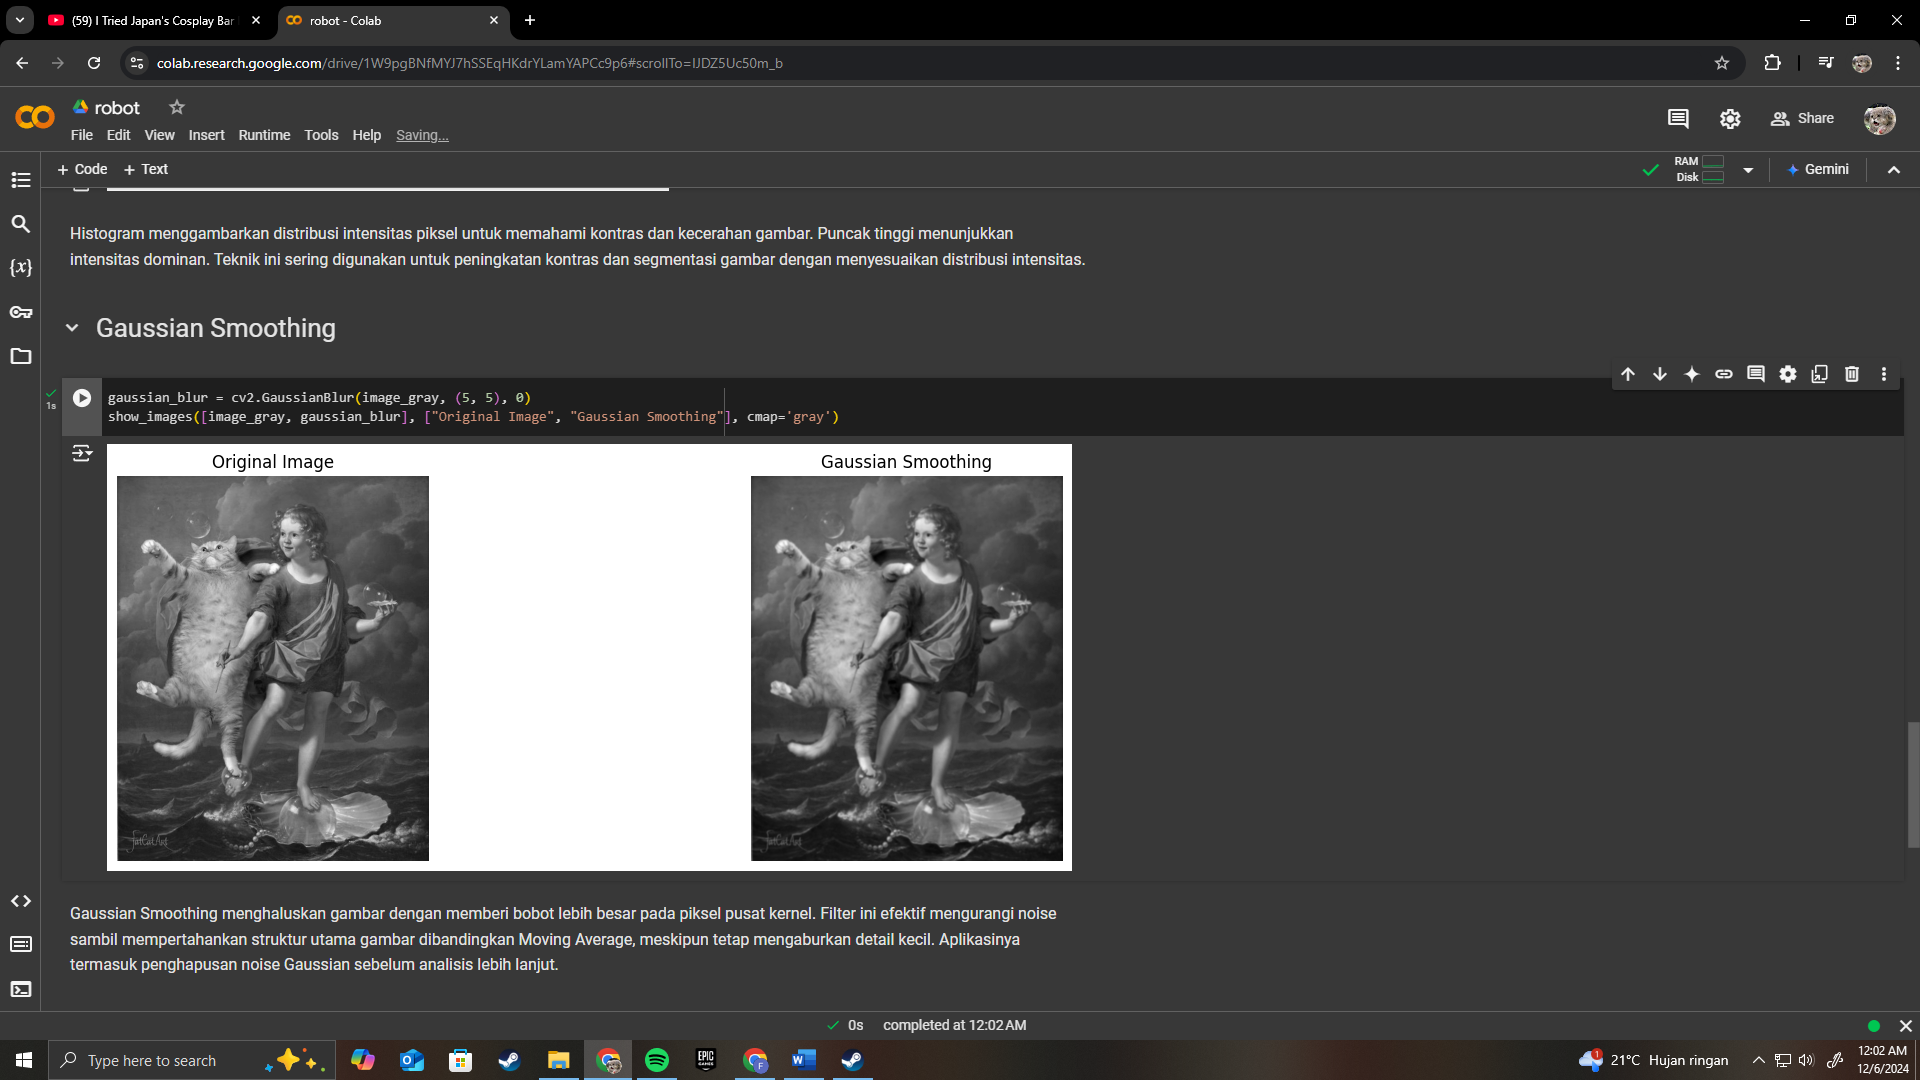 (59) I Tried Japan's Cosplay Bar
robot - Colab
colab.research.google.com/drive/1W9pgBNfMYJ7hSSEqHKdrYLamYAPCc9p6#scrollTo=IJDZ5Uc50m_b
robot
File Edit View Insert Runtime Tools Help Saving...
Share
+ Code + Text
RAM
Disk
Gemini
Histogram menggambarkan distribusi intensitas piksel untuk memahami kontras dan kecerahan gambar. Puncak tinggi menunjukkan
intensitas dominan. Teknik ini sering digunakan untuk peningkatan kontras dan segmentasi gambar dengan menyesuaikan distribusi intensitas.
Gaussian Smoothing
1s
gaussian_blur = cv2.GaussianBlur(image_gray, (5, 5), 0)
show_images([image_gray, gaussian_blur], ["Original Image", "Gaussian Smoothing"], cmap='gray')
Original Image
Gaussian Smoothing
FatCatArt
FatCatArt
Gaussian Smoothing menghaluskan gambar dengan memberi bobot lebih besar pada piksel pusat kernel. Filter ini efektif mengurangi noise
sambil mempertahankan struktur utama gambar dibandingkan Moving Average, meskipun tetap mengaburkan detail kecil. Aplikasinya
termasuk penghapusan noise Gaussian sebelum analisis lebih lanjut.
0s completed at 12:02 AM
Type here to search
EPIC
GAMES
1
21°C Hujan ringan
12:02 AM
12/6/2024